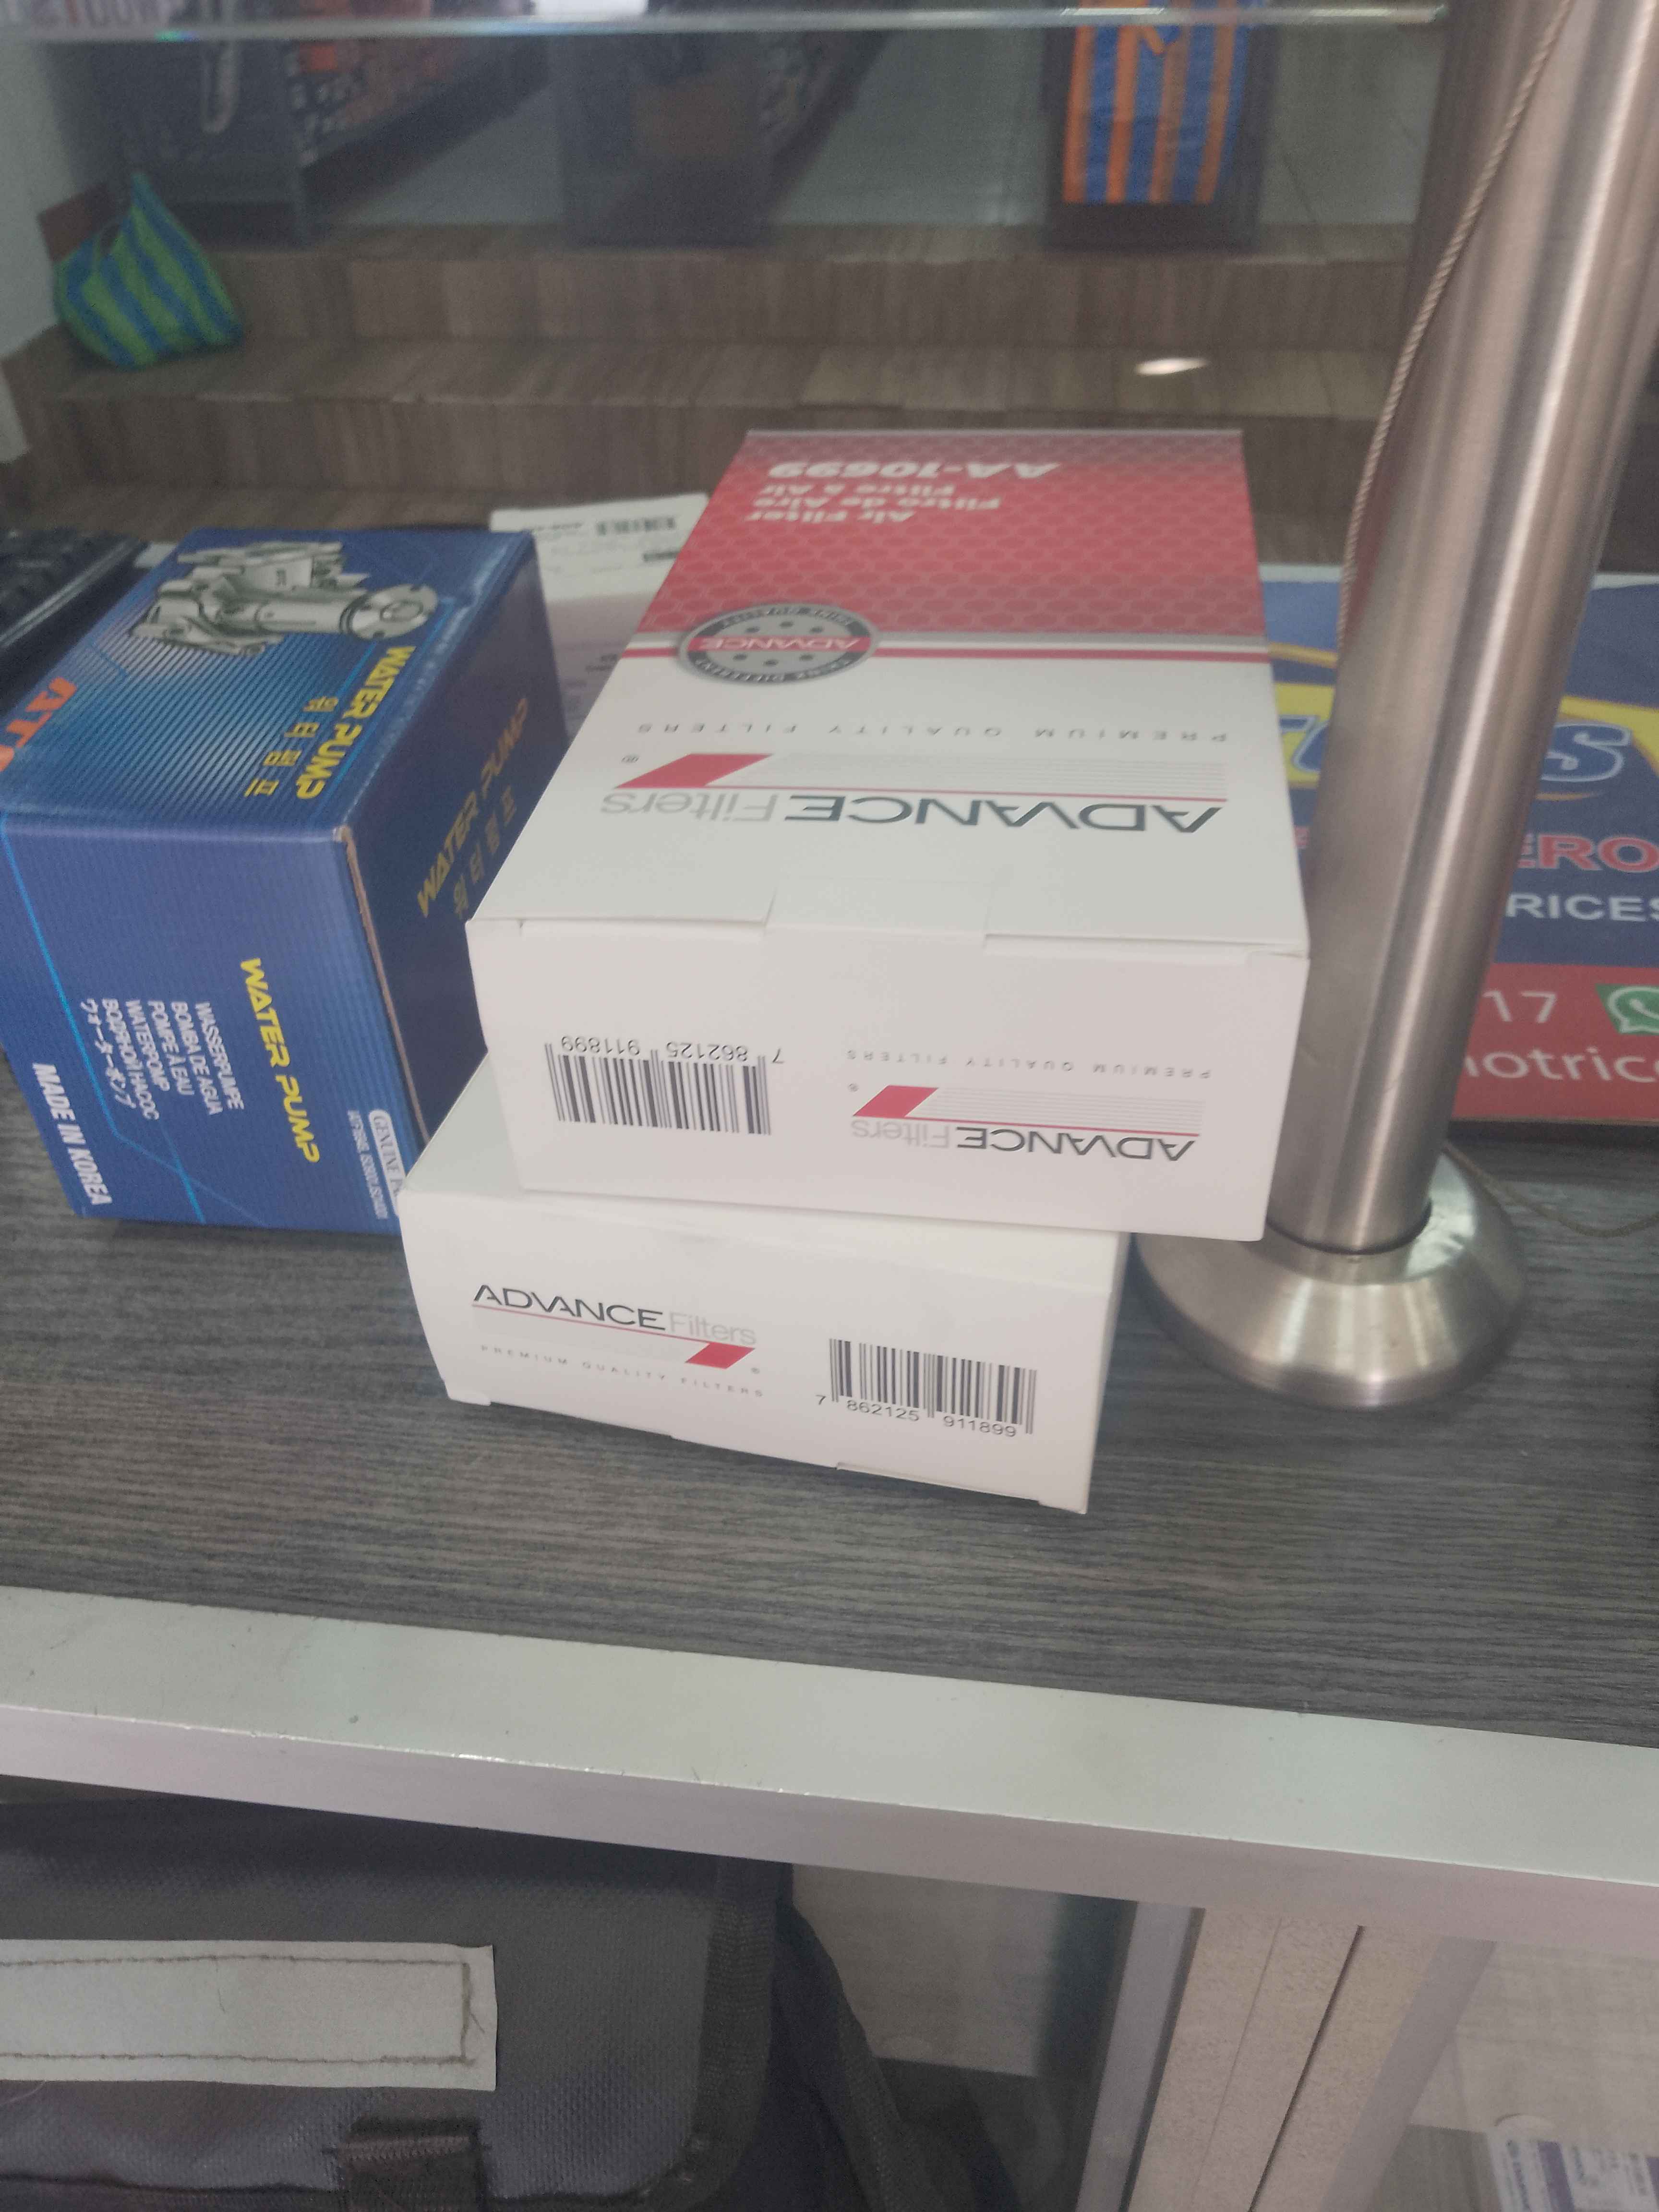 WATER PUMP
워터펌프
WATER PUMP
워터펌프
WATER PUMP
WASSERPUMPE
BOMBA DE AGUA
POMPE À EAU
WATERPOMP
ウォーターポンプ
MADE IN KOREA
AA-10699
Filtro à Air
Filtro de Aire
Air Filter
ADVANCE
PREMIUM QUALITY FILTERS
ADVANCE Filters
®
7 862125 911899
PREMIUM QUALITY FILTERS
ADVANCE Filters
®
ADVANCE Filters
®
PREMIUM QUALITY FILTERS
7 862125 911899
S
ERO
RICES
17
motric